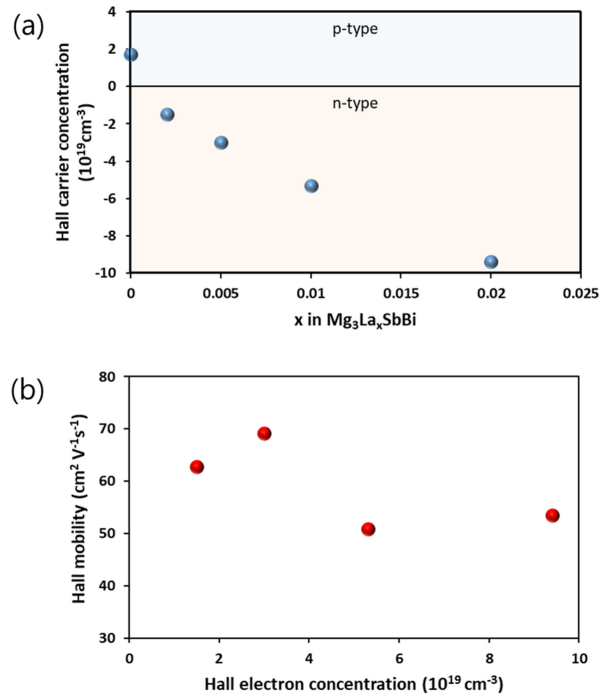 (a)
4
2
0
-2
-4
-6
-8
-10
Hall carrier concentration
(10¹⁹cm⁻³)
p-type
n-type
0 0.005 0.01 0.015 0.02 0.025
x in Mg₃LaₓSbBi
(b)
80
70
60
50
40
30
Hall mobility (cm² V⁻¹s⁻¹)
0 2 4 6 8 10
Hall electron concentration (10¹⁹ cm⁻³)